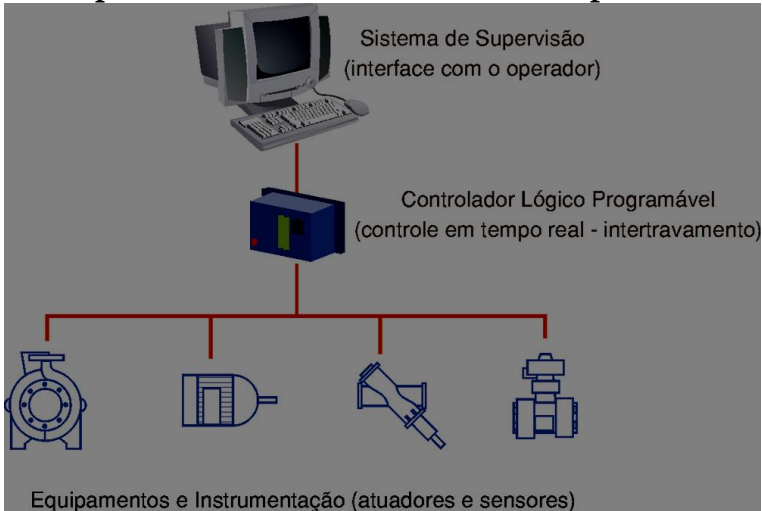 Sistema de Supervisão
(interface com o operador)
Controlador Lógico Programável
(controle em tempo real - intertravamento)
Equipamentos e Instrumentação (atuadores e sensores)